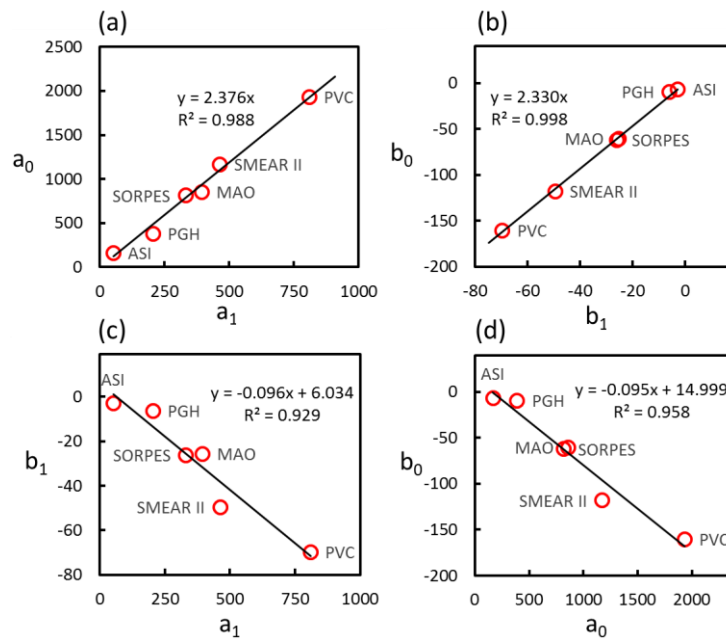 (a)
2500
2000
1500
1000
500
0
a0
y = 2.376x
R² = 0.988
PVC
SMEAR II
SORPES
MAO
PGH
ASI
0 250 500 750 1000
a1
(b)
0
-50
-100
-150
-200
b0
y = 2.330x
R² = 0.998
PGH
ASI
MAO
SORPES
SMEAR II
PVC
-80 -60 -40 -20 0
b1
(c)
0
-20
-40
-60
-80
b1
ASI
y = -0.096x + 6.034
R² = 0.929
PGH
SORPES
MAO
SMEAR II
PVC
0 250 500 750 1000
a1
(d)
0
-50
-100
-150
-200
b0
ASI
y = -0.095x + 14.999
R² = 0.958
PGH
MAO
SORPES
SMEAR II
PVC
0 500 1000 1500 2000
a0